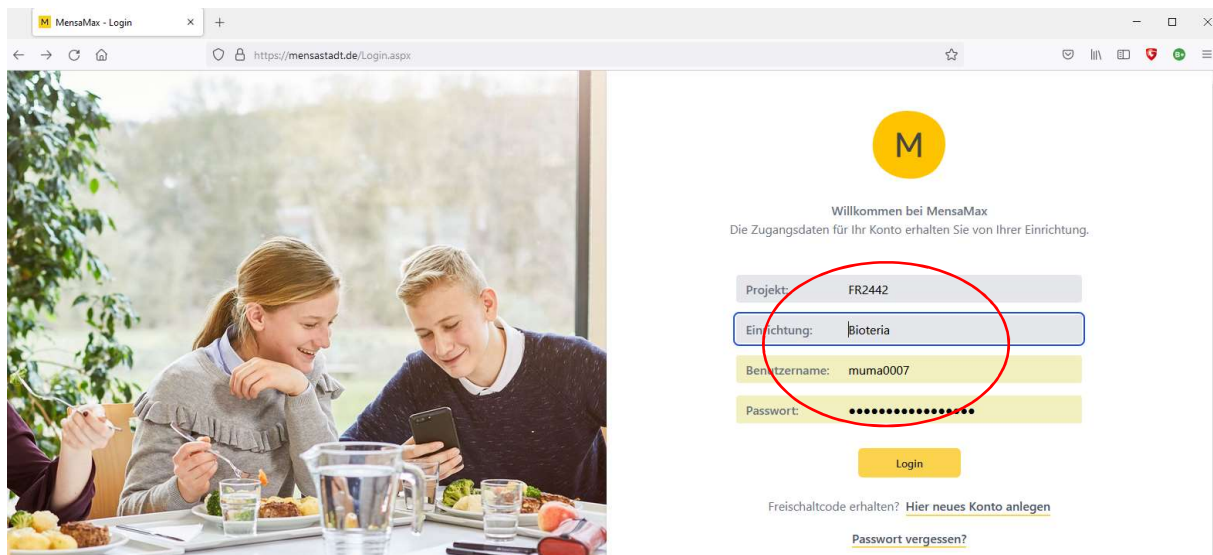 M MensaMax - Login
https://mensastadt.de/Login.aspx
M
Willkommen bei MensaMax
Die Zugangsdaten für Ihr Konto erhalten Sie von Ihrer Einrichtung.
Projekt: FR2442
Einrichtung: Bioteria
Benutzername: muma0007
Passwort: •••••••••••••••••
Login
Freischaltcode erhalten? Hier neues Konto anlegen
Passwort vergessen?